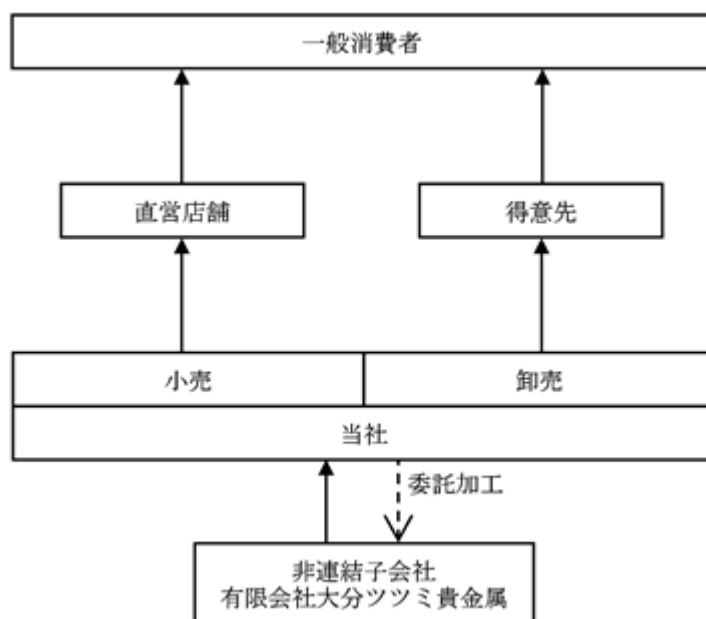 一般消費者
直営店舗
得意先
小売
卸売
当社
委託加工
非連結子会社
有限会社大分ツツミ貴金属